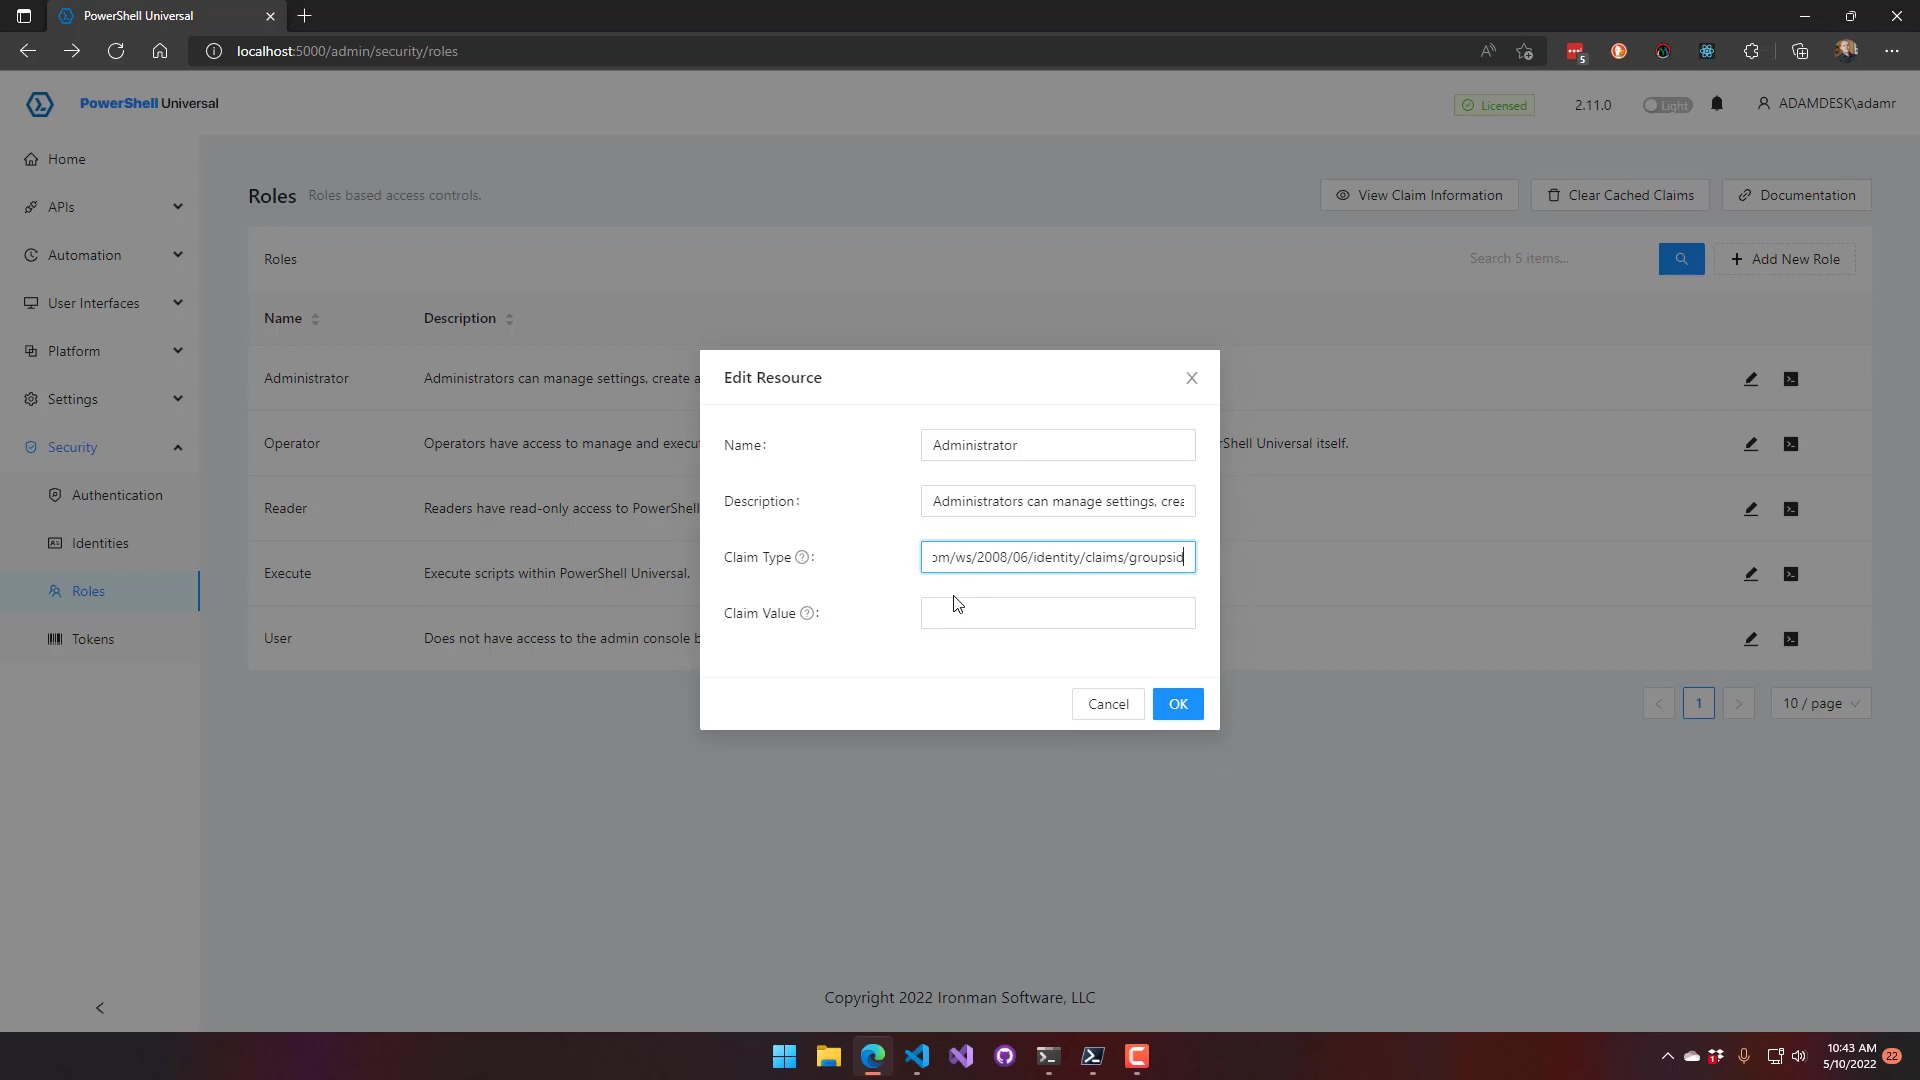 PowerShell Universal
localhost:5000/admin/security/roles
5
PowerShell Universal
Licensed
2.11.0
Light
ADAMDESK\adamr
Home
APIs
Automation
User Interfaces
Platform
Settings
Security
Authentication
Identities
Roles
Tokens
Roles Roles based access controls.
View Claim Information
Clear Cached Claims
Documentation
Roles
Search 5 items...
Add New Role
Name Description
Administrator Administrators can manage settings, create a
Operator Operators have access to manage and execu rShell Universal itself.
Reader Readers have read-only access to PowerShell
Execute Execute scripts within PowerShell Universal.
User Does not have access to the admin console b
1
10 / page
Edit Resource
Name: Administrator
Description: Administrators can manage settings, crea
Claim Type : om/ws/2008/06/identity/claims/groupsid
Claim Value :
Cancel
OK
Copyright 2022 Ironman Software, LLC
10:43 AM
5/10/2022
22